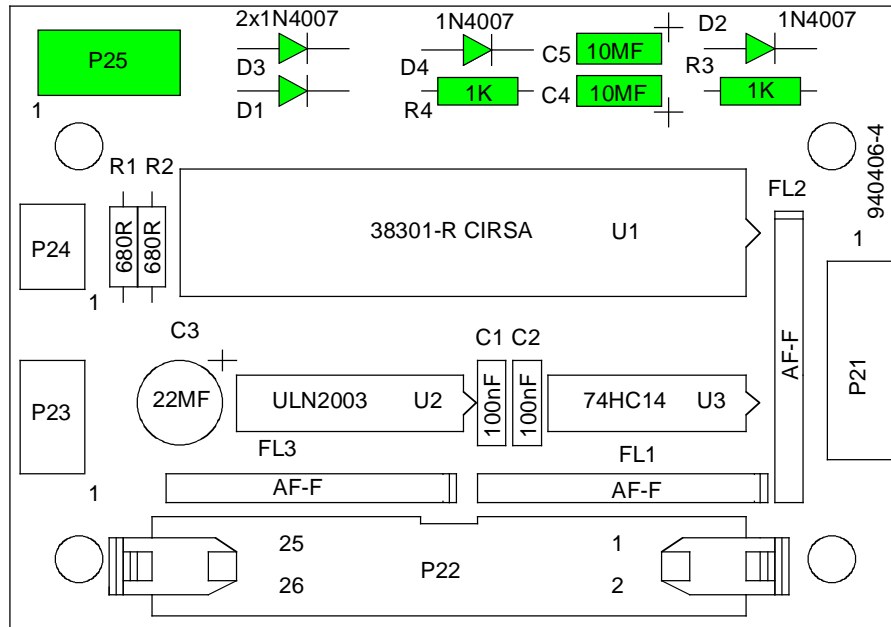 2x1N4007
1N4007
D2
1N4007
P25
D3
D4
C5
10MF
R3
1
D1
R4
1K
C4
10MF
1K
940406-4
R1
R2
FL2
P24
680R
680R
38301-R CIRSA
U1
1
1
C3
C1
C2
AF-F
P21
P23
22MF
ULN2003
U2
100nF
100nF
74HC14
U3
FL3
FL1
1
AF-F
AF-F
25
1
P22
26
2